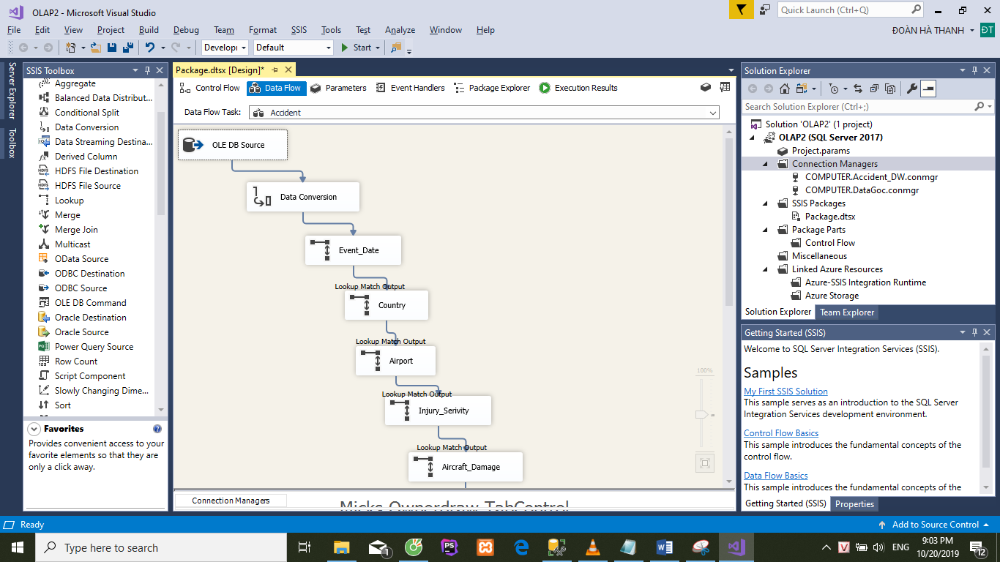 OLAP2 - Microsoft Visual Studio
Quick Launch (Ctrl+Q)
File Edit View Project Build Debug Team Format SSIS Tools Test Analyze Window Help
ĐOÀN HÀ THANH ĐT
Develop Default Start
Server Explorer
Toolbox
SSIS Toolbox
Aggregate
Balanced Data Distribut...
Conditional Split
Data Conversion
Data Streaming Destina...
Derived Column
HDFS File Destination
HDFS File Source
Lookup
Merge
Merge Join
Multicast
OData Source
ODBC Destination
ODBC Source
OLE DB Command
Oracle Destination
Oracle Source
Power Query Source
Row Count
Script Component
Slowly Changing Dime...
Sort
Favorites
Provides convenient access to your
favorite elements so that they are
only a click away.
Package.dtsx [Design]*
Control Flow Data Flow Parameters Event Handlers Package Explorer Execution Results
Data Flow Task: Accident
OLE DB Source
Data Conversion
Event_Date
Lookup Match Output
Country
Lookup Match Output
Airport
Lookup Match Output
Injury_Serivity
Lookup Match Output
Aircraft_Damage
100%
Connection Managers
Micks Ownerdraw TabControl
Solution Explorer
Search Solution Explorer (Ctrl+;)
Solution 'OLAP2' (1 project)
OLAP2 (SQL Server 2017)
Project.params
Connection Managers
COMPUTER.Accident_DW.conmgr
COMPUTER.DataGoc.conmgr
SSIS Packages
Package.dtsx
Package Parts
Control Flow
Miscellaneous
Linked Azure Resources
Azure-SSIS Integration Runtime
Azure Storage
Solution Explorer Team Explorer
Getting Started (SSIS)
Welcome to SQL Server Integration Services (SSIS).
Samples
My First SSIS Solution
This sample serves as an introduction to the SQL Server
Integration Services development environment.
Control Flow Basics
This sample introduces the fundamental concepts of the
control flow.
Data Flow Basics
This sample introduces the fundamental concepts of the
Getting Started (SSIS) Properties
Ready
Add to Source Control
Type here to search
1
PS
W
V
ENG
9:03 PM
10/20/2019
12